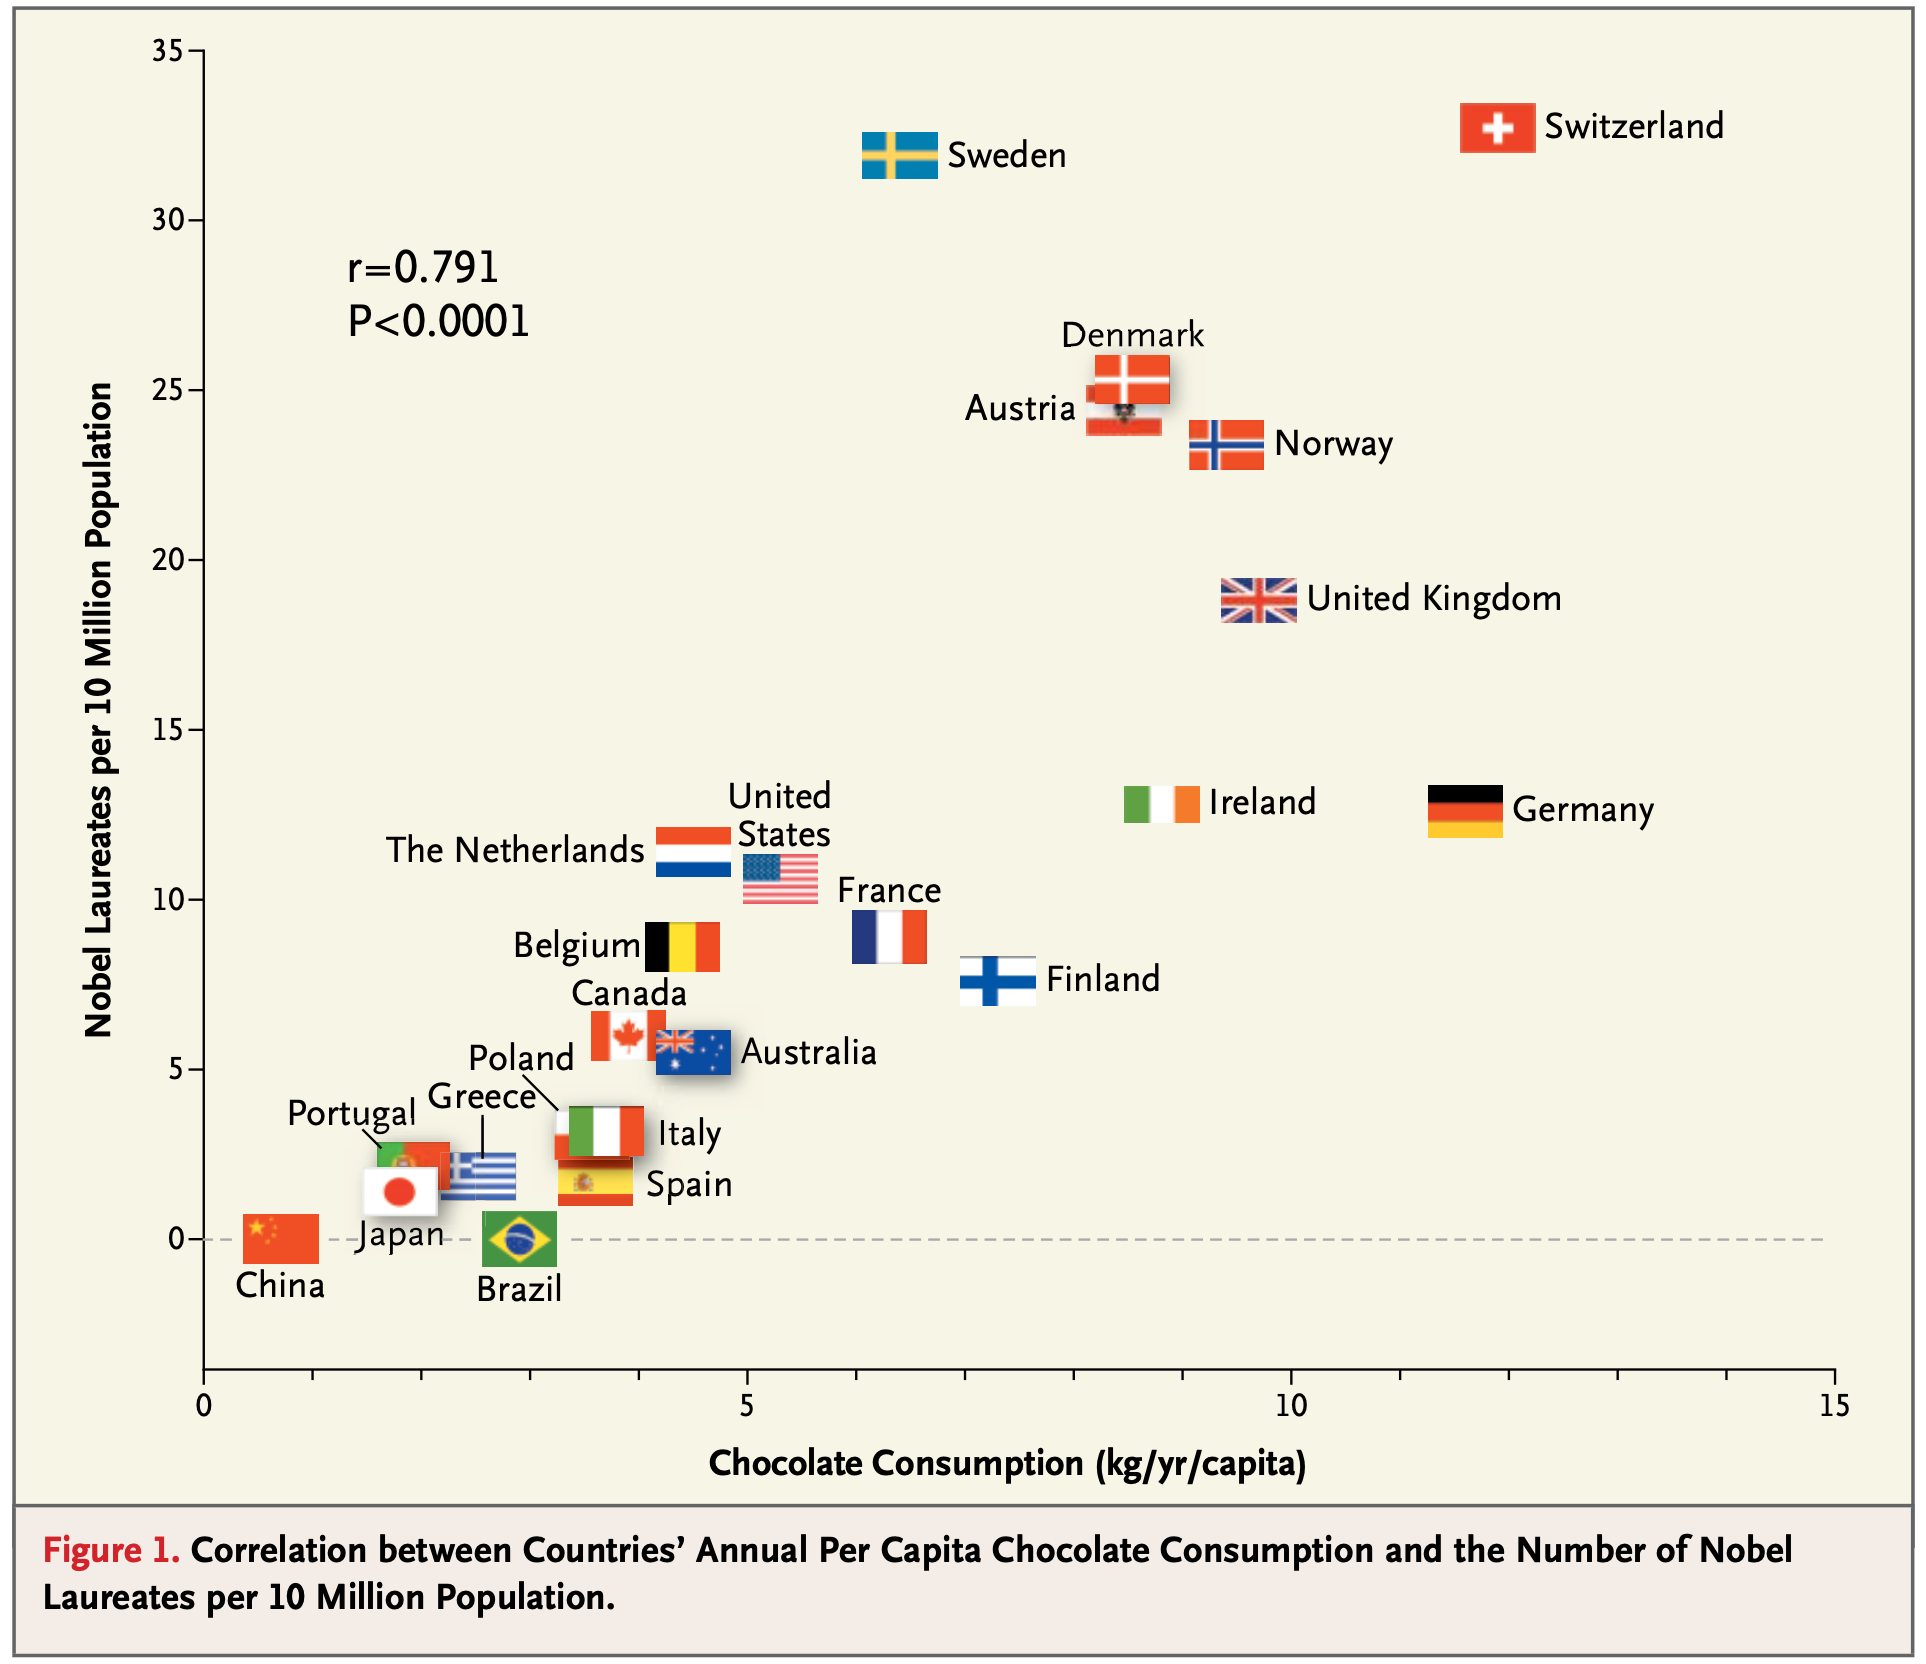 35
Switzerland
Sweden
30
r=0.791
P<0.0001
Denmark
25
Austria
Norway
Nobel Laureates per 10 Million Population
20
United Kingdom
15
United
States
Ireland
Germany
The Netherlands
10
France
Belgium
Finland
Canada
5
Poland
Australia
Greece
Portugal
Italy
Spain
0
Japan
China
Brazil
0
5
10
15
Chocolate Consumption (kg/yr/capita)
Figure 1. Correlation between Countries’ Annual Per Capita Chocolate Consumption and the Number of Nobel
Laureates per 10 Million Population.